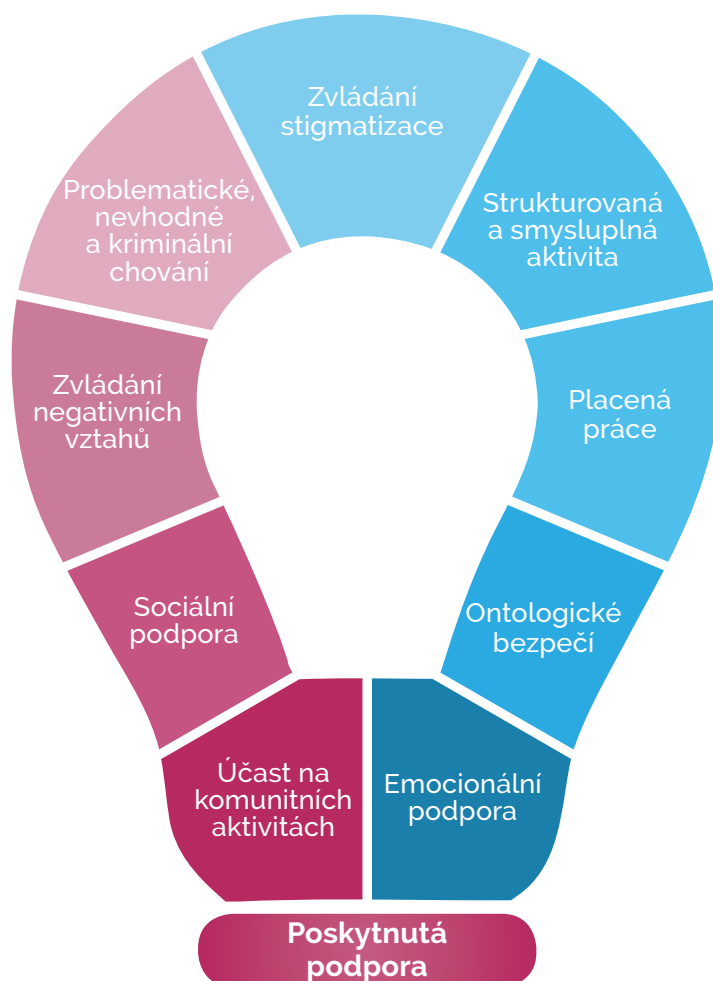 Zvládání
stigmatizace
Problematické,
nevhodné
a kriminální
chování
Strukturovaná
a smysluplná
aktivita
Zvládání
negativních
vztahů
Placená
práce
Sociální
podpora
Ontologické
bezpečí
Účast na
komunitních
aktivitách
Emocionální
podpora
Poskytnutá
podpora